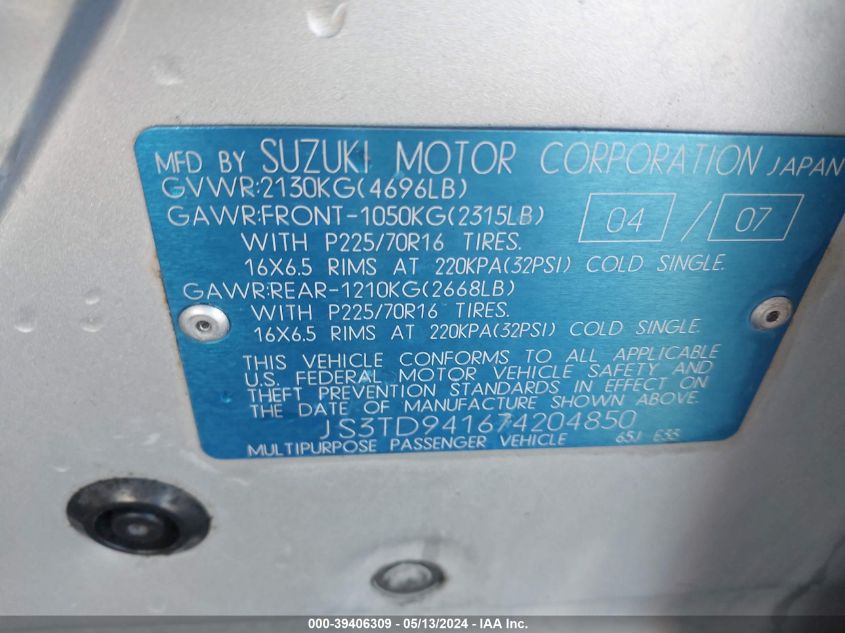 MFD BY SUZUKI MOTOR CORPORATION JAPAN
GVWR:2130KG(4696LB)
GAWR:FRONT-1050KG(2315LB) 04 / 07
WITH P225/70R16 TIRES.
16X6.5 RIMS AT 220KPA(32PSI) COLD SINGLE.
GAWR:REAR-1210KG(2668LB)
WITH P225/70R16 TIRES.
16X6.5 RIMS AT 220KPA(32PSI) COLD SINGLE.
THIS VEHICLE CONFORMS TO ALL APPLICABLE
U.S. FEDERAL MOTOR VEHICLE SAFETY AND
THEFT PREVENTION STANDARDS IN EFFECT ON
THE DATE OF MANUFACTURE SHOWN ABOVE.
JS3TD941674204850
MULTIPURPOSE PASSENGER VEHICLE 65J 633
000-39406309 - 05/13/2024 - IAA Inc.